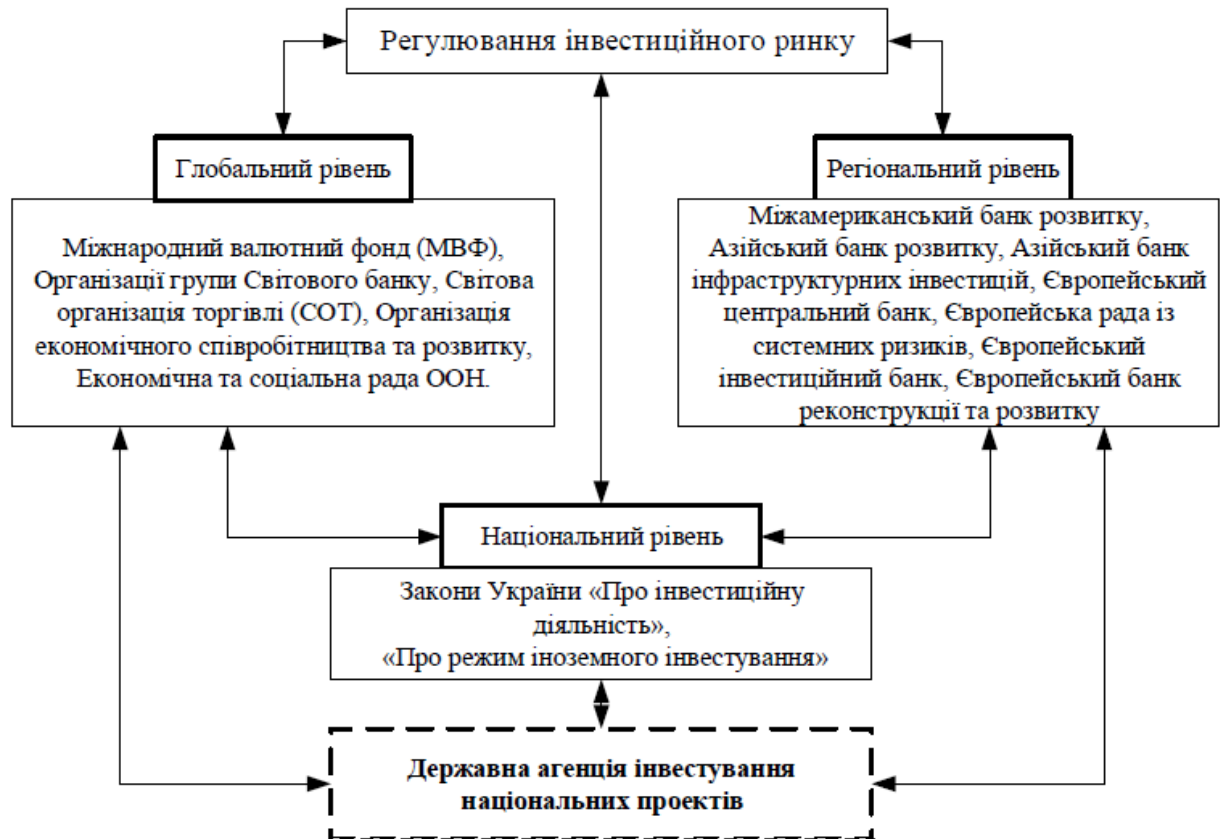 Регулювання інвестиційного ринку
Глобальний рівень
Міжнародний валютний фонд (МВФ),
Організації групи Світового банку, Світова
організація торгівлі (СОТ), Організація
економічного співробітництва та розвитку,
Економічна та соціальна рада ООН.
Регіональний рівень
Міжамериканський банк розвитку,
Азійський банк розвитку, Азійський банк
інфраструктурних інвестицій, Європейський
центральний банк, Європейська рада із
системних ризиків, Європейський
інвестиційний банк, Європейський банк
реконструкції та розвитку
Національний рівень
Закони України «Про інвестиційну
діяльність»,
«Про режим іноземного інвестування»
Державна агенція інвестування
національних проектів